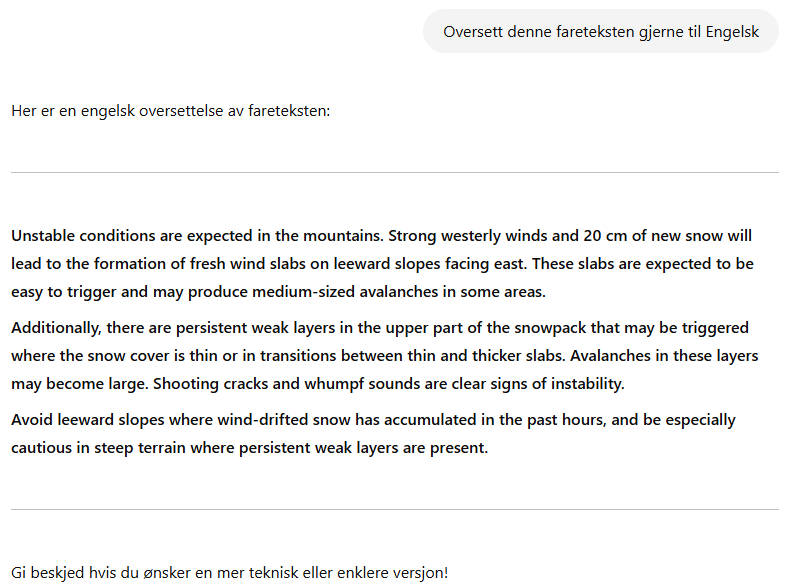 Oversett denne fareteksten gjerne til Engelsk
Her er en engelsk oversettelse av fareteksten:
Unstable conditions are expected in the mountains. Strong westerly winds and 20 cm of new snow will
lead to the formation of fresh wind slabs on leeward slopes facing east. These slabs are expected to be
easy to trigger and may produce medium-sized avalanches in some areas.
Additionally, there are persistent weak layers in the upper part of the snowpack that may be triggered
where the snow cover is thin or in transitions between thin and thicker slabs. Avalanches in these layers
may become large. Shooting cracks and whumpf sounds are clear signs of instability.
Avoid leeward slopes where wind-drifted snow has accumulated in the past hours, and be especially
cautious in steep terrain where persistent weak layers are present.
Gi beskjed hvis du ønsker en mer teknisk eller enklere versjon!